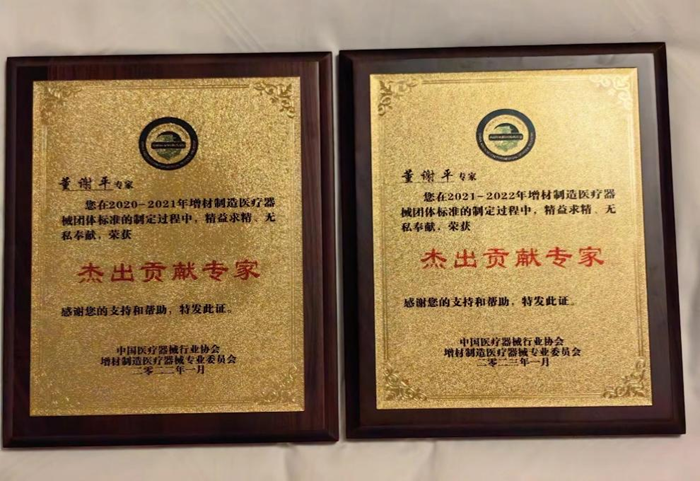 董谢平专家
您在2020-2021年增材制造医疗器
械团体标准的制定过程中，精益求精、无
私奉献，荣获
杰出贡献专家
感谢您的支持和帮助，特发此证。
中国医疗器械行业协会
增材制造医疗器械专业委员会
二零二二年一月
董谢平专家
您在2021-2022年增材制造医疗器
械团体标准的制定过程中，精益求精、无
私奉献，荣获
杰出贡献专家
感谢您的支持和帮助，特发此证。
中国医疗器械行业协会
增材制造医疗器械专业委员会
二零二三年一月